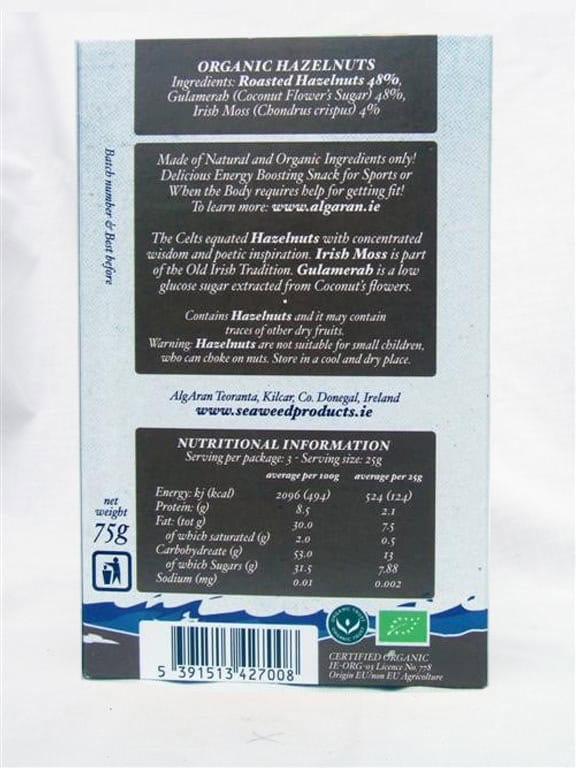 ORGANIC HAZELNUTS
Ingredients: Roasted Hazelnuts 48%,
Gulamerah (Coconut Flower's Sugar) 48%,
Irish Moss (Chondrus crispus) 4%
Made of Natural and Organic Ingredients only!
Delicious Energy Boosting Snack for Sports or
When the Body requires help for getting fit!
To learn more: www.algaran.ie
The Celts equated Hazelnuts with concentrated
wisdom and poetic inspiration. Irish Moss is part
of the Old Irish Tradition. Gulamerah is a low
glucose sugar extracted from Coconut's flowers.
Contains Hazelnuts and it may contain
traces of other dry fruits.
Warning: Hazelnuts are not suitable for small children,
who can choke on nuts. Store in a cool and dry place.
Batch number & Best before
AlgAran Teoranta, Kilcar, Co. Donegal, Ireland
www.seaweedproducts.ie
NUTRITIONAL INFORMATION
Serving per package: 3 - Serving size: 25g
average per 100g average per 25g
Energy: kj (kcal) 2096 (494) 524 (124)
Protein: (g) 8.5 2.1
Fat: (tot g) 30.0 7.5
of which saturated (g) 2.0 0.5
Carbohydreate (g) 53.0 13
of which Sugars (g) 31.5 7.88
Sodium (mg) 0.01 0.002
net
weight
75g
ORGANIC TRUST
ORGANIC TRUST
5 391513 427008
CERTIFIED ORGANIC
IE-ORG-03 Licence No. 778
Origin EU/non EU Agricolture